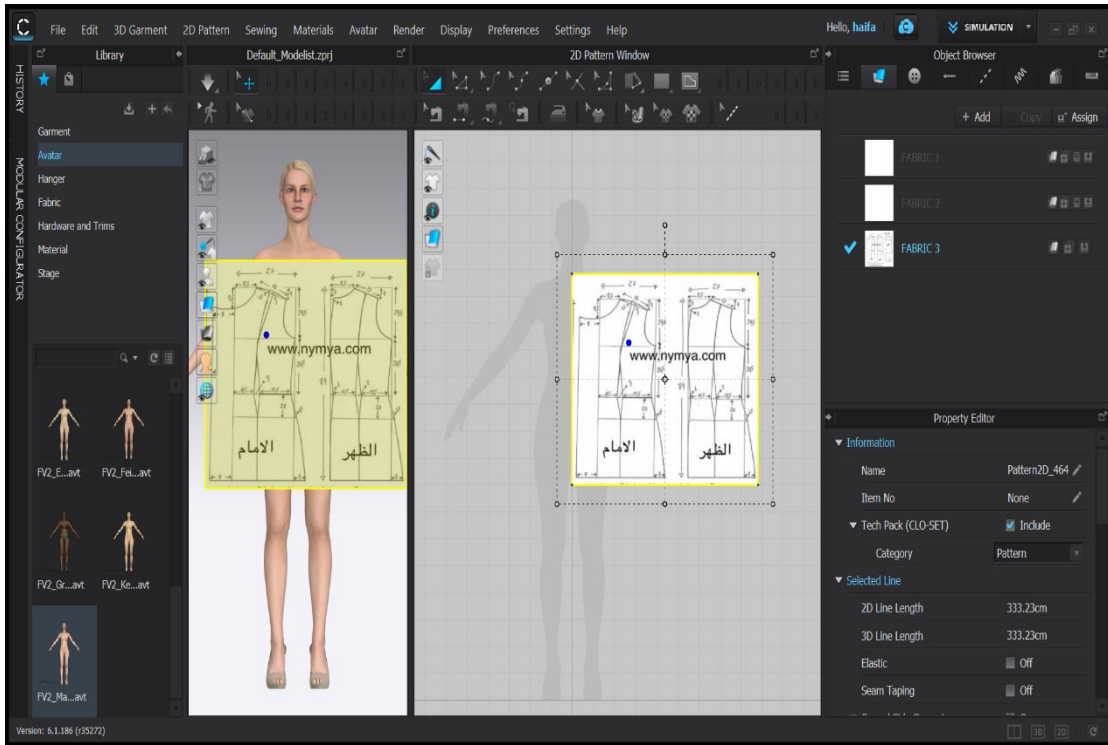 File Edit 3D Garment 2D Pattern Sewing Materials Avatar Render Display Preferences Settings Help
Hello, haifa
SIMULATION
HISTORY
MODULAR CONFIGURATOR
Library
Garment
Avatar
Hanger
Fabric
Hardware and Trims
Material
Stage
FV2_E...avt FV2_Fei...avt
FV2_Gr...avt FV2_Ke...avt
FV2_Ma...avt
Default_Modelist.zprj
www.nymya.com
الامام الظهر
2D Pattern Window
27
www.nymya.com
الامام الظهر
Object Browser
+ Add Copy Assign
FABRIC 1
FABRIC 2
FABRIC 3
Property Editor
Information
Name Pattern2D_464
Item No None
Tech Pack (CLO-SET) Include
Category Pattern
Selected Line
2D Line Length 333.23cm
3D Line Length 333.23cm
Elastic Off
Seam Taping Off
Version: 6.1.186 (r35272)
3D 2D